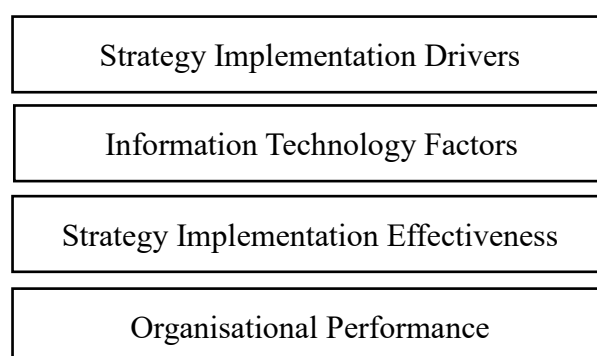 Strategy Implementation Drivers
Information Technology Factors
Strategy Implementation Effectiveness
Organisational Performance